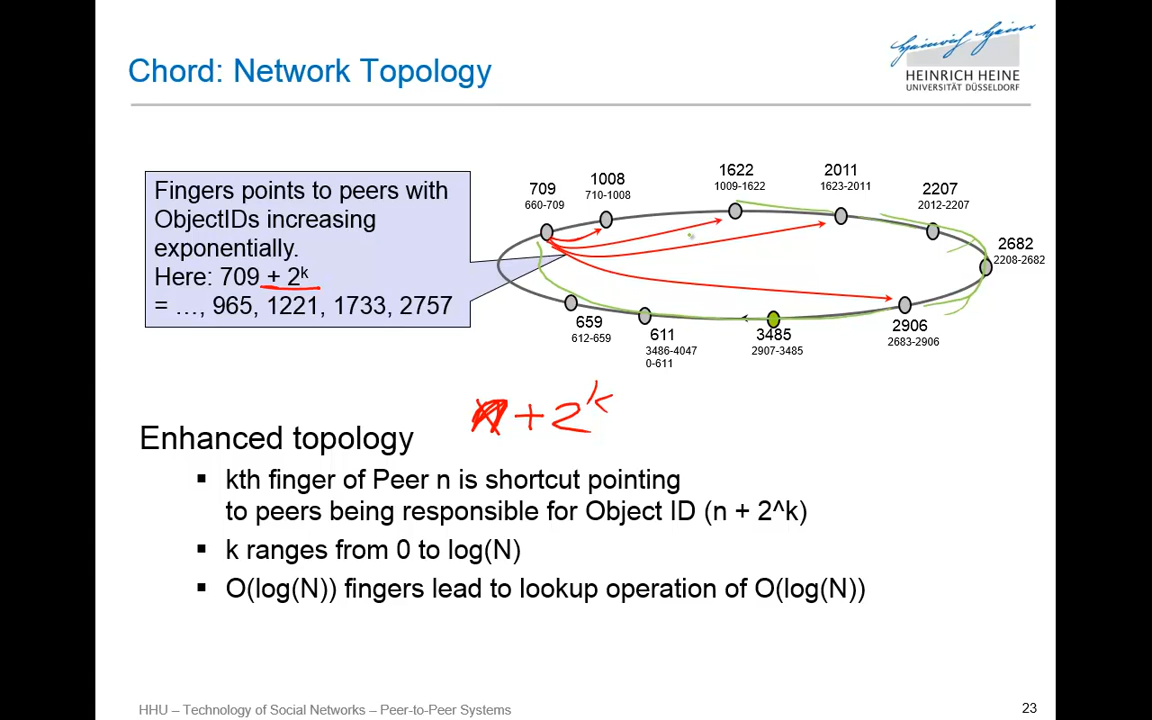 Chord: Network Topology
Heinrich Heine
HEINRICH HEINE
UNIVERSITÄT DÜSSELDORF
Fingers points to peers with
ObjectIDs increasing
exponentially.
Here: 709 + 2^k
= …, 965, 1221, 1733, 2757
709
660-709
1008
710-1008
1622
1009-1622
2011
1623-2011
2207
2012-2207
2682
2208-2682
659
612-659
611
3486-4047
0-611
3485
2907-3485
2906
2683-2906
+ 2^k
Enhanced topology
▪ kth finger of Peer n is shortcut pointing
to peers being responsible for Object ID (n + 2^k)
▪ k ranges from 0 to log(N)
▪ O(log(N)) fingers lead to lookup operation of O(log(N))
HHU – Technology of Social Networks – Peer-to-Peer Systems
23